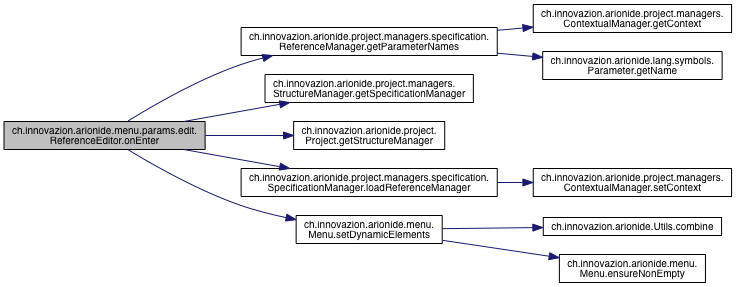 ch.innovazion.arionide.menu.params.edit.
ReferenceEditor.onEnter
ch.innovazion.arionide.project.managers.specification.
ReferenceManager.getParameterNames
ch.innovazion.arionide.project.managers.
ContextualManager.getContext
ch.innovazion.arionide.lang.symbols.
Parameter.getName
ch.innovazion.arionide.project.managers.
StructureManager.getSpecificationManager
ch.innovazion.arionide.project.
Project.getStructureManager
ch.innovazion.arionide.project.managers.specification.
SpecificationManager.loadReferenceManager
ch.innovazion.arionide.project.managers.
ContextualManager.setContext
ch.innovazion.arionide.menu.
Menu.setDynamicElements
ch.innovazion.arionide.Utils.combine
ch.innovazion.arionide.menu.
Menu.ensureNonEmpty